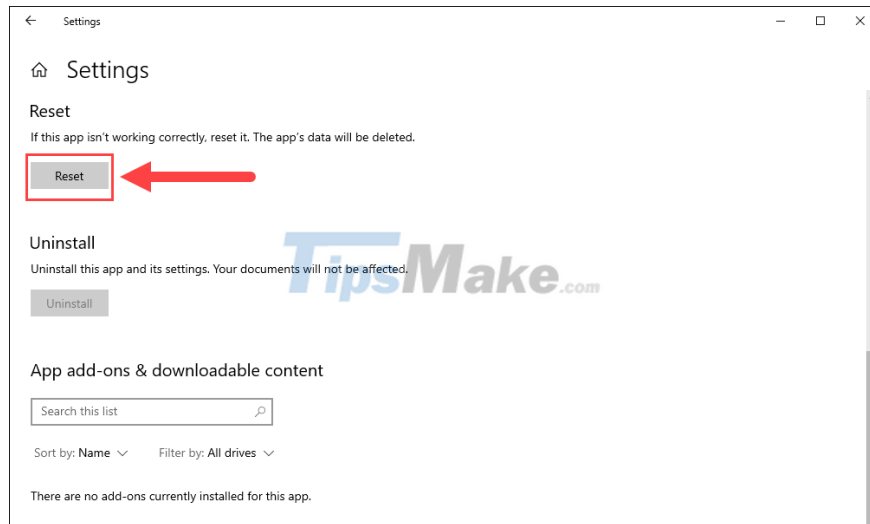 Settings
Settings
Reset
If this app isn't working correctly, reset it. The app's data will be deleted.
Reset
Uninstall
Uninstall this app and its settings. Your documents will not be affected.
TipsMake.com
Uninstall
App add-ons & downloadable content
Search this list
Sort by: Name Filter by: All drives
There are no add-ons currently installed for this app.